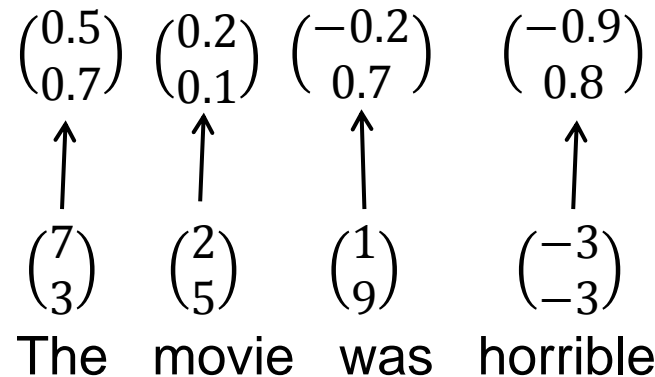 (0.5 0.7) (0.2 0.1) (−0.2 0.7) (−0.9 0.8)
(7 3) (2 5) (1 9) (−3 −3)
The movie was horrible